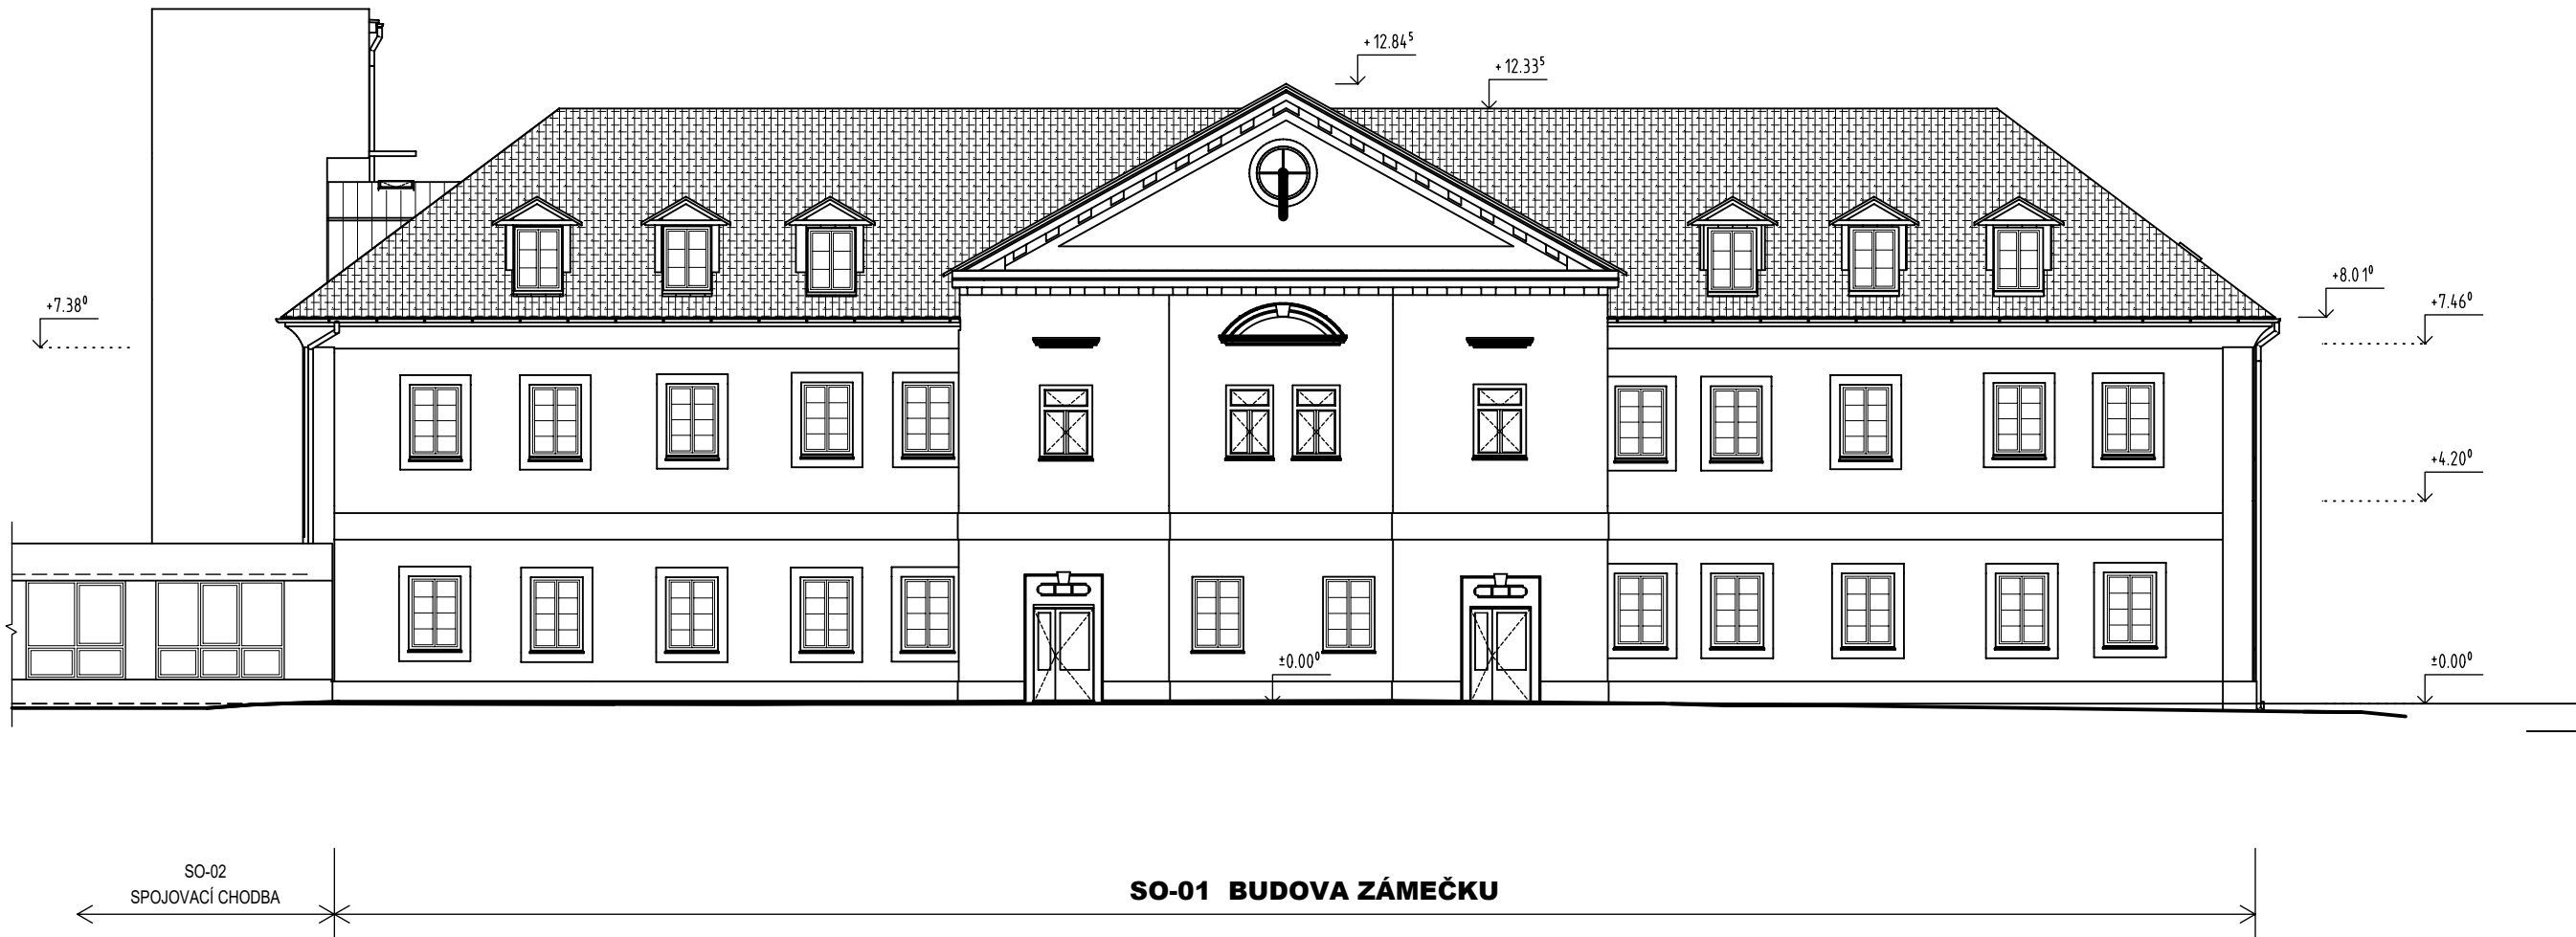 +12.84⁵
+12.33⁵
+7.38⁰
+8.01⁰
+7.46⁰
+4.20⁰
±0.00⁰
±0.00⁰
SO-02
SPOJOVACÍ CHODBA
SO-01 BUDOVA ZÁMEČKU